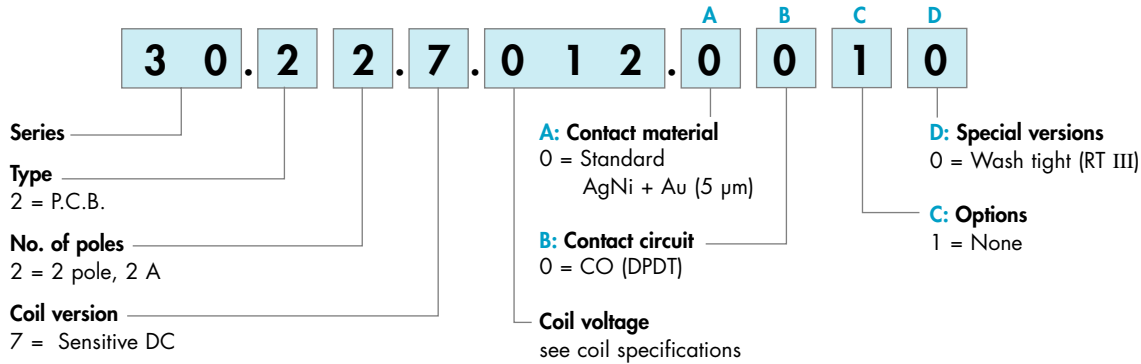 A B C D
3 0 . 2 2 . 7 . 0 1 2 . 0 0 1 0
Series
Type
2 = P.C.B.
No. of poles
2 = 2 pole, 2 A
Coil version
7 = Sensitive DC
A: Contact material
0 = Standard
AgNi + Au (5 µm)
B: Contact circuit
0 = CO (DPDT)
Coil voltage
see coil specifications
D: Special versions
0 = Wash tight (RT III)
C: Options
1 = None